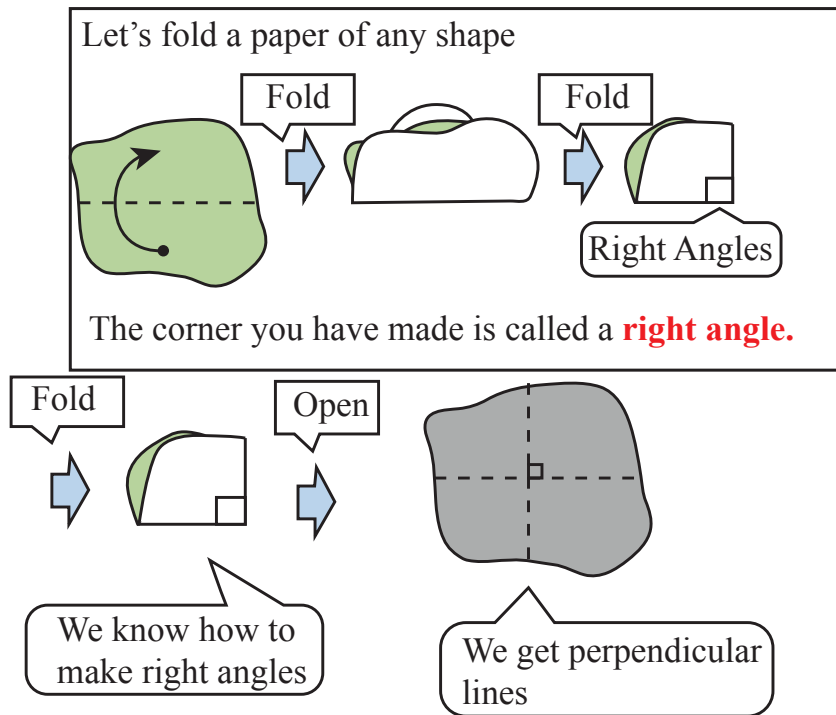 Let's fold a paper of any shape
Fold
Fold
Right Angles
The corner you have made is called a right angle.
Fold
Open
We know how to
make right angles
We get perpendicular
lines